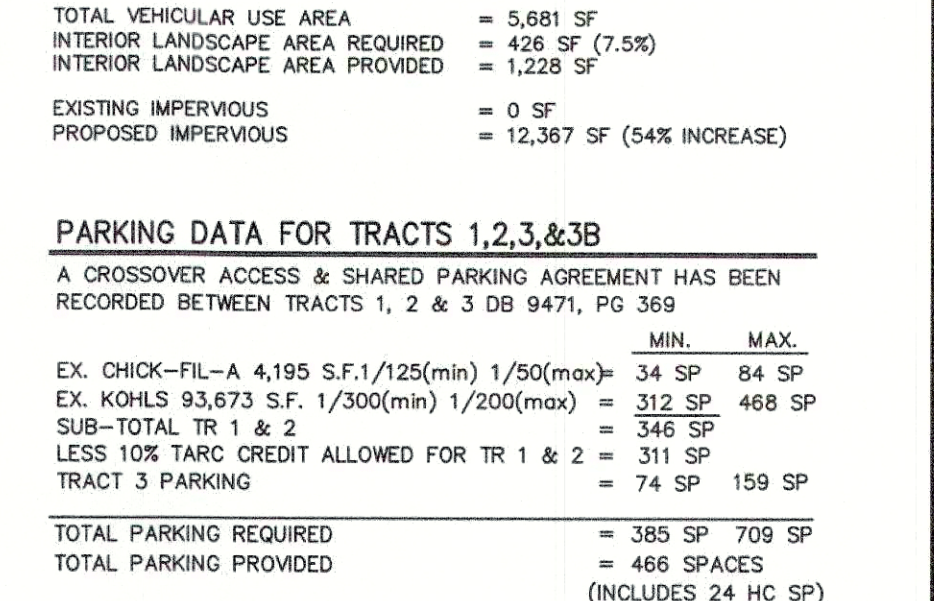 TOTAL VEHICULAR USE AREA = 5,681 SF
INTERIOR LANDSCAPE AREA REQUIRED = 426 SF (7.5%)
INTERIOR LANDSCAPE AREA PROVIDED = 1,228 SF
EXISTING IMPERVIOUS = 0 SF
PROPOSED IMPERVIOUS = 12,367 SF (54% INCREASE)
PARKING DATA FOR TRACTS 1,2,3,&3B
A CROSSOVER ACCESS & SHARED PARKING AGREEMENT HAS BEEN
RECORDED BETWEEN TRACTS 1, 2 & 3 DB 9471, PG 369
MIN. MAX.
EX. CHICK-FIL-A 4,195 S.F.1/125(min) 1/50(max)= 34 SP 84 SP
EX. KOHLS 93,673 S.F. 1/300(min) 1/200(max) = 312 SP 468 SP
SUB-TOTAL TR 1 & 2 = 346 SP
LESS 10% TARC CREDIT ALLOWED FOR TR 1 & 2 = 311 SP
TRACT 3 PARKING = 74 SP 159 SP
TOTAL PARKING REQUIRED = 385 SP 709 SP
TOTAL PARKING PROVIDED = 466 SPACES
(INCLUDES 24 HC SP)